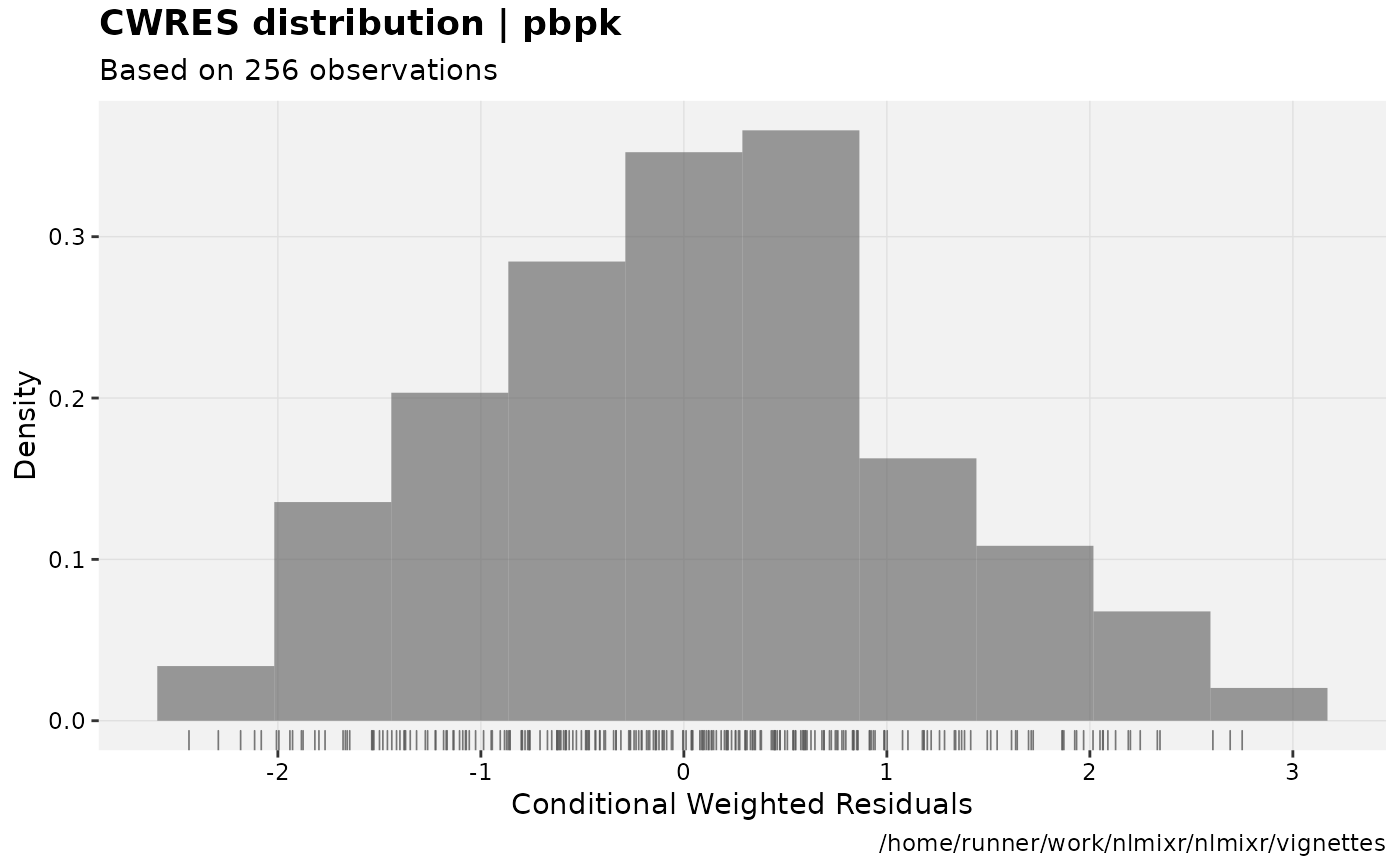 CWRES distribution | pbpk
Based on 256 observations
Density
0.3
0.2
0.1
0.0
-2 -1 0 1 2 3
Conditional Weighted Residuals
/home/runner/work/nlmixr/nlmixr/vignettes